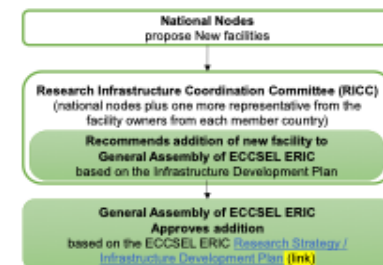 National Nodes
propose New facilities
Research Infrastructure Coordination Committee (RICC)
(national nodes plus one more representative from the
facility owners from each member country)
Recommends addition of new facility to
General Assembly of ECCSEL ERIC
based on the Infrastructure Development Plan
General Assembly of ECCSEL ERIC
Approves addition
based on the ECCSEL ERIC Research Strategy /
Infrastructure Development Plan (link)